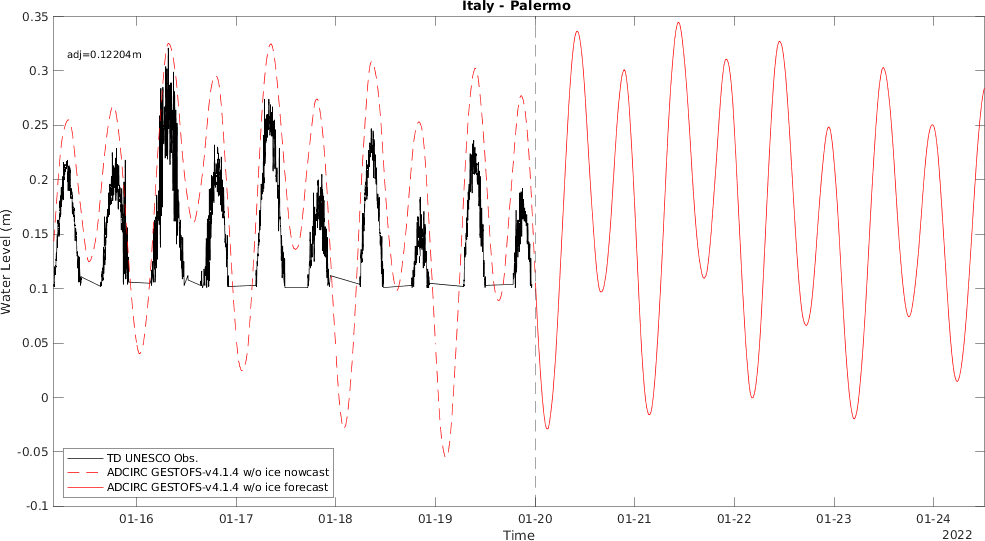 Italy - Palermo
adj=0.12204m
0.35
0.3
0.25
0.2
0.15
0.1
0.05
0
-0.05
-0.1
Water Level (m)
TD UNESCO Obs.
ADCIRC GESTOFS-v4.1.4 w/o ice nowcast
ADCIRC GESTOFS-v4.1.4 w/o ice forecast
01-16 01-17 01-18 01-19 01-20 01-21 01-22 01-23 01-24
Time
2022